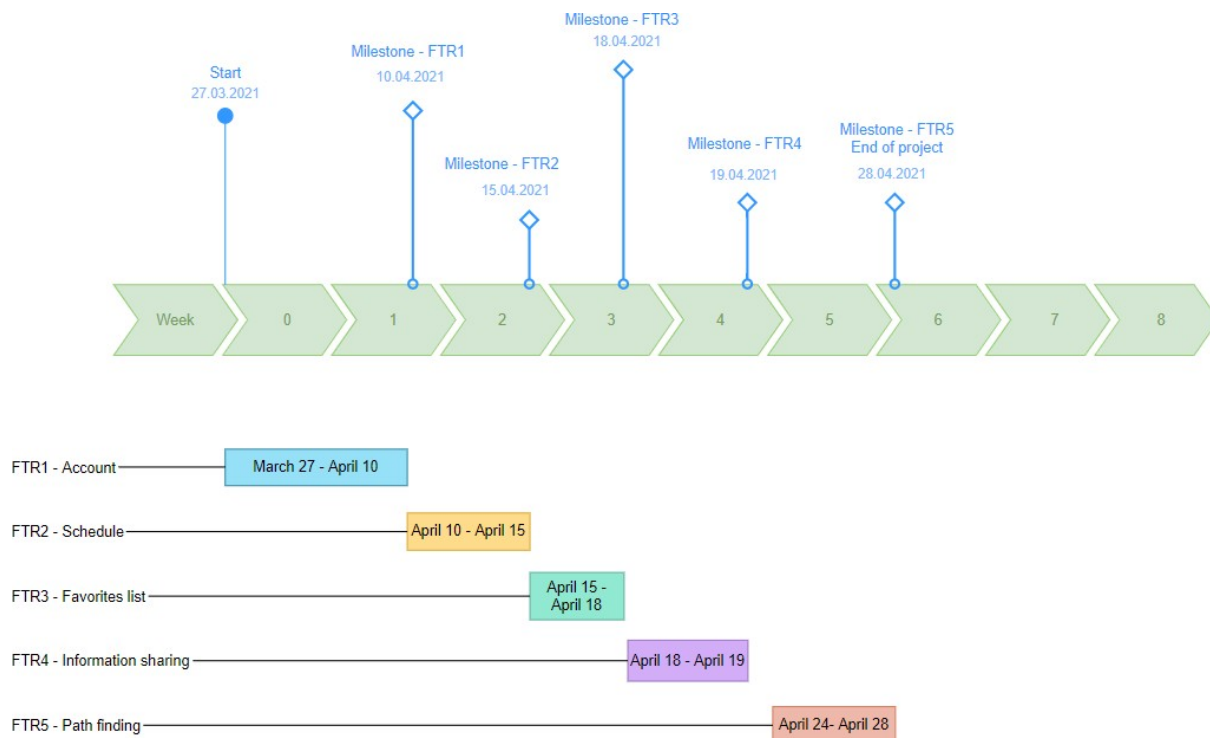 Milestone - FTR3
18.04.2021
Milestone - FTR1
10.04.2021
Start
27.03.2021
Milestone - FTR5
End of project
28.04.2021
Milestone - FTR4
19.04.2021
Milestone - FTR2
15.04.2021
Week 0 1 2 3 4 5 6 7 8
FTR1 - Account March 27 - April 10
FTR2 - Schedule April 10 - April 15
FTR3 - Favorites list
April 15 -
April 18
FTR4 - Information sharing April 18 - April 19
FTR5 - Path finding April 24- April 28